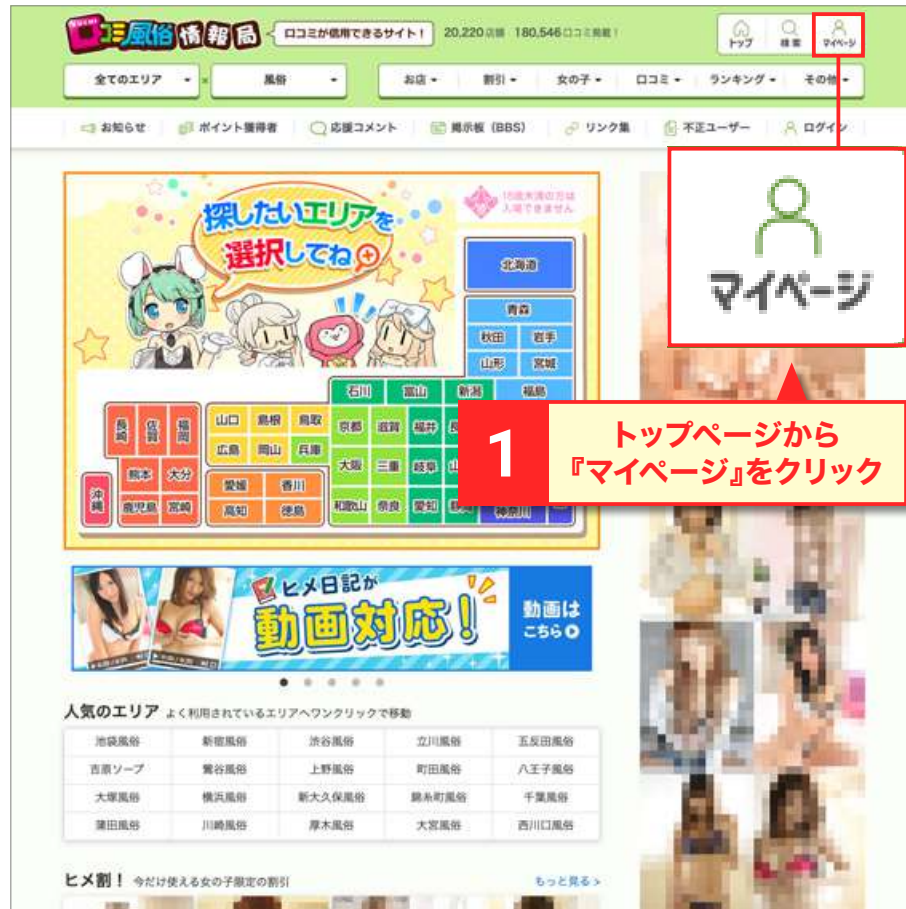 口コミ風俗情報局
口コミが信用できるサイト!
20,220店舗 180,546口コミ掲載!
トップ
検索
マイページ
全てのエリア
×
風俗
お店
割引
女の子
口コミ
ランキング
その他
お知らせ
ポイント獲得者
応援コメント
掲示板 (BBS)
リンク集
不正ユーザー
ログイン
探したいエリアを
選択してね
18歳未満の方は
入場できません
マイページ
北海道
青森
秋田 岩手
山形 宮城
石川 富山 新潟 福島
長崎 佐賀 福岡
山口 島根 鳥取
京都 滋賀 福井
広島 岡山 兵庫
大阪 三重 岐阜
熊本 大分
愛媛 香川
沖縄
鹿児島 宮崎
高知 徳島
和歌山 奈良 愛知
神奈川
1
トップページから
『マイページ』をクリック
ヒメ日記が
動画対応!
動画は
こちら
人気のエリア よく利用されているエリアへワンクリックで移動
池袋風俗 新宿風俗 渋谷風俗 立川風俗 五反田風俗
吉原ソープ 鶯谷風俗 上野風俗 町田風俗 八王子風俗
大塚風俗 横浜風俗 新大久保風俗 錦糸町風俗 千葉風俗
蒲田風俗 川崎風俗 厚木風俗 大宮風俗 西川口風俗
ヒメ割! 今だけ使える女の子限定の割引
もっと見る >